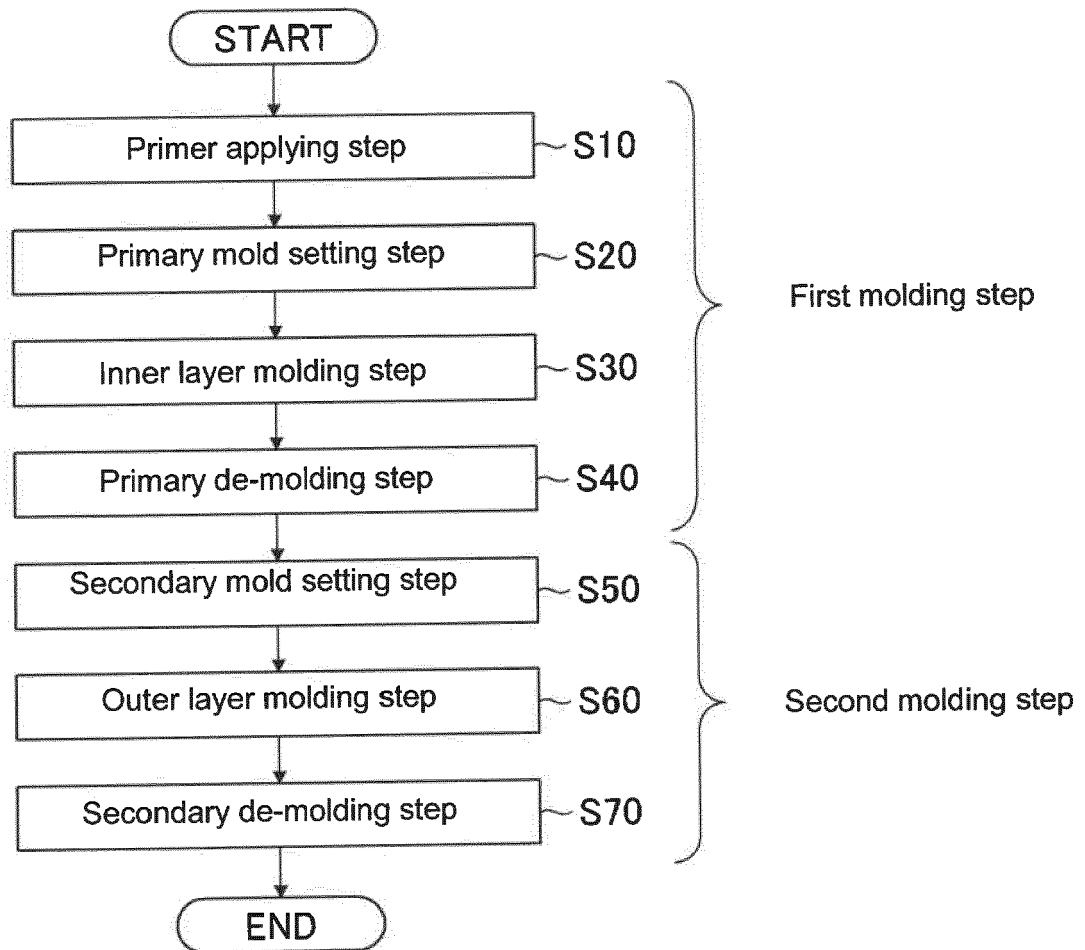 START
Primer applying step S10
Primary mold setting step S20
First molding step
Inner layer molding step S30
Primary de-molding step S40
Secondary mold setting step S50
Outer layer molding step S60
Second molding step
Secondary de-molding step S70
END